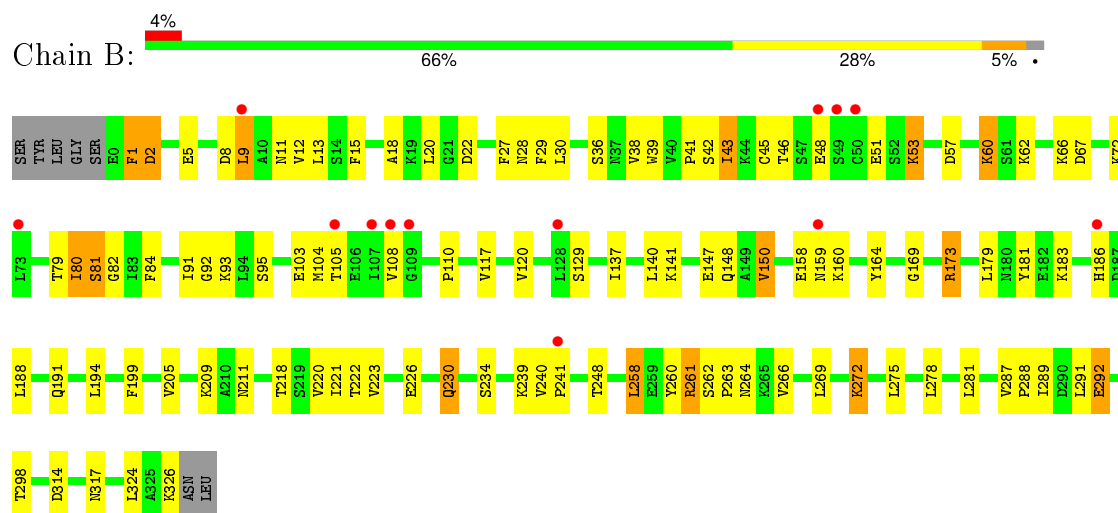 4%
Chain B:
66% 28% 5% •
SER TYR LEU GLY SER E0 F1 D2 E5 D8 L9 A10 N11 V12 L13 S14 F15 A18 K19 L20 G21 D22 F27 N28 F29 L30 S36 N37 V38 W39 V40 P41 S42 I43 K44 C45 T46 S47 E48 S49 C50 E51 S52 K53 D57 K60 S61 K62 K66 D67 K72
L73 T79 I80 S81 G82 I83 F84 I91 G92 K93 L94 S95 E103 M104 T105 E106 I107 V108 G109 P110 V117 V120 L128 S129 I137 L140 K141 E147 Q148 A149 V150 E158 N159 K160 Y164 G169 R173 L179 N180 Y181 E182 K183 H186 D187
L188 Q191 L194 F199 V205 K209 A210 N211 T218 S219 V220 I221 T222 V223 E226 Q230 S234 K239 V240 P241 T248 L258 E259 Y260 R261 S262 P263 N264 K265 V266 L269 K272 L275 L278 L281 V287 P288 I289 D290 L291 E292
T298 D314 N317 L324 A325 K326 ASN LEU